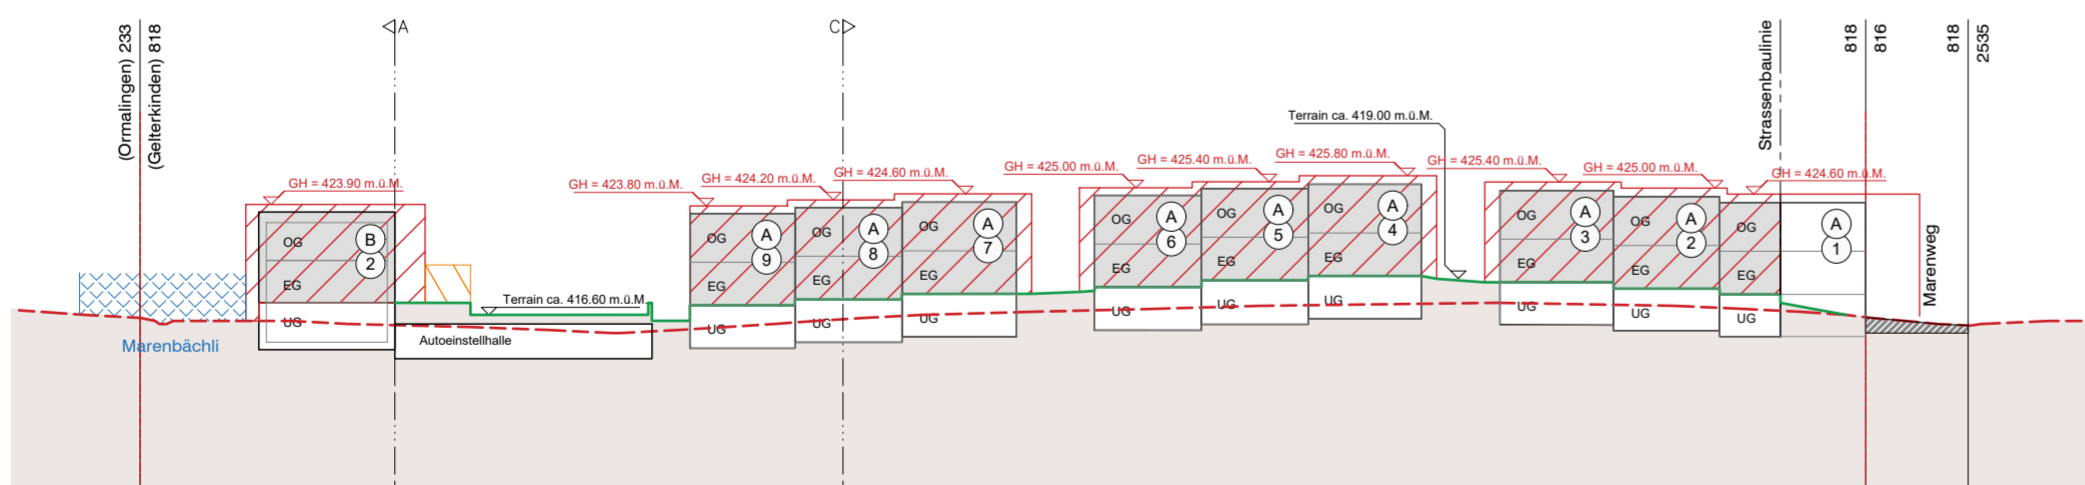 (Ormalingen) 233
(Gelterkinden) 818
A
C
Strassenbaulinie
818
816
818
2535
Terrain ca. 419.00 m.ü.M.
GH = 423.90 m.ü.M.
GH = 423.80 m.ü.M.
GH = 424.20 m.ü.M.
GH = 424.60 m.ü.M.
GH = 425.00 m.ü.M.
GH = 425.40 m.ü.M.
GH = 425.80 m.ü.M.
GH = 425.40 m.ü.M.
GH = 425.00 m.ü.M.
GH = 424.60 m.ü.M.
OG
EG
UG
B
2
Marenbächli
Terrain ca. 416.60 m.ü.M.
Autoeinstellhalle
OG
EG
UG
A
9
OG
EG
UG
A
8
OG
EG
UG
A
7
OG
EG
UG
A
6
OG
EG
UG
A
5
OG
EG
UG
A
4
OG
EG
UG
A
3
OG
EG
UG
A
2
OG
EG
UG
A
1
Marenweg